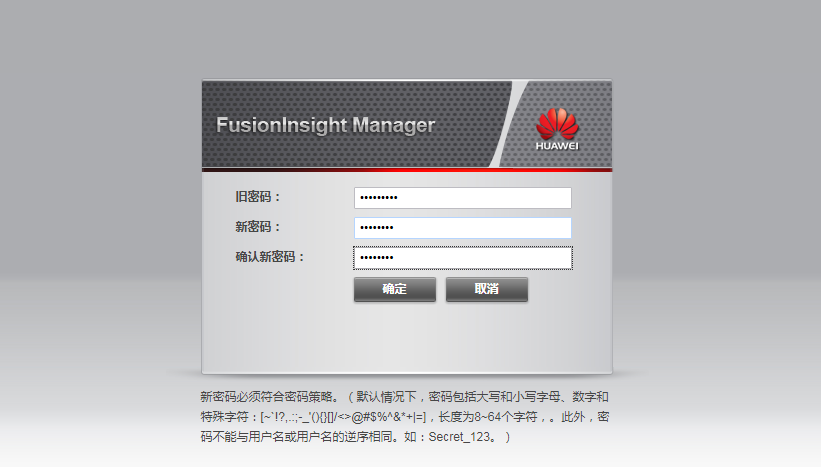 FusionInsight Manager
HUAWEI
旧密码：
新密码：
确认新密码：
确定 取消
新密码必须符合密码策略。（默认情况下，密码包括大写和小写字母、数字和
特殊字符：[~`!?,.:;-_'(){}[]/<>@#$%^&*+|=]，长度为8~64个字符，。此外，密
码不能与用户名或用户名的逆序相同。如：Secret_123。）